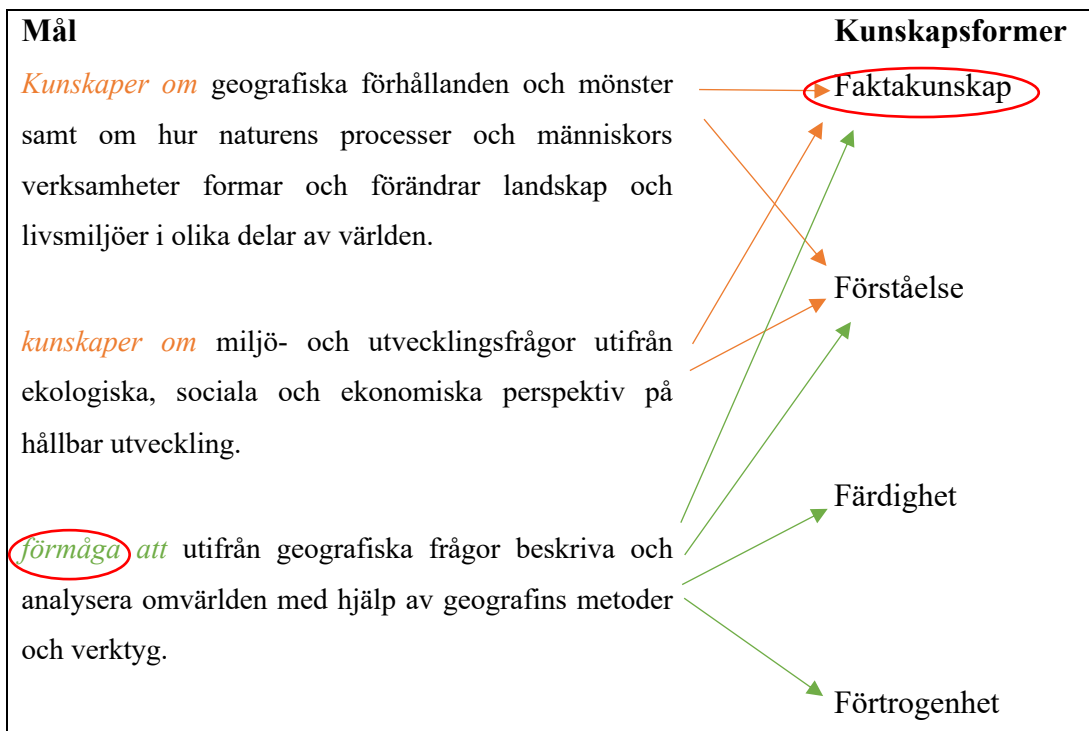 Mål
Kunskaper om geografiska förhållanden och mönster
samt om hur naturens processer och människors
verksamheter formar och förändrar landskap och
livsmiljöer i olika delar av världen.
kunskaper om miljö- och utvecklingsfrågor utifrån
ekologiska, sociala och ekonomiska perspektiv på
hållbar utveckling.
förmåga att utifrån geografiska frågor beskriva och
analysera omvärlden med hjälp av geografins metoder
och verktyg.
Kunskapsformer
Faktakunskap
Förståelse
Färdighet
Förtrogenhet